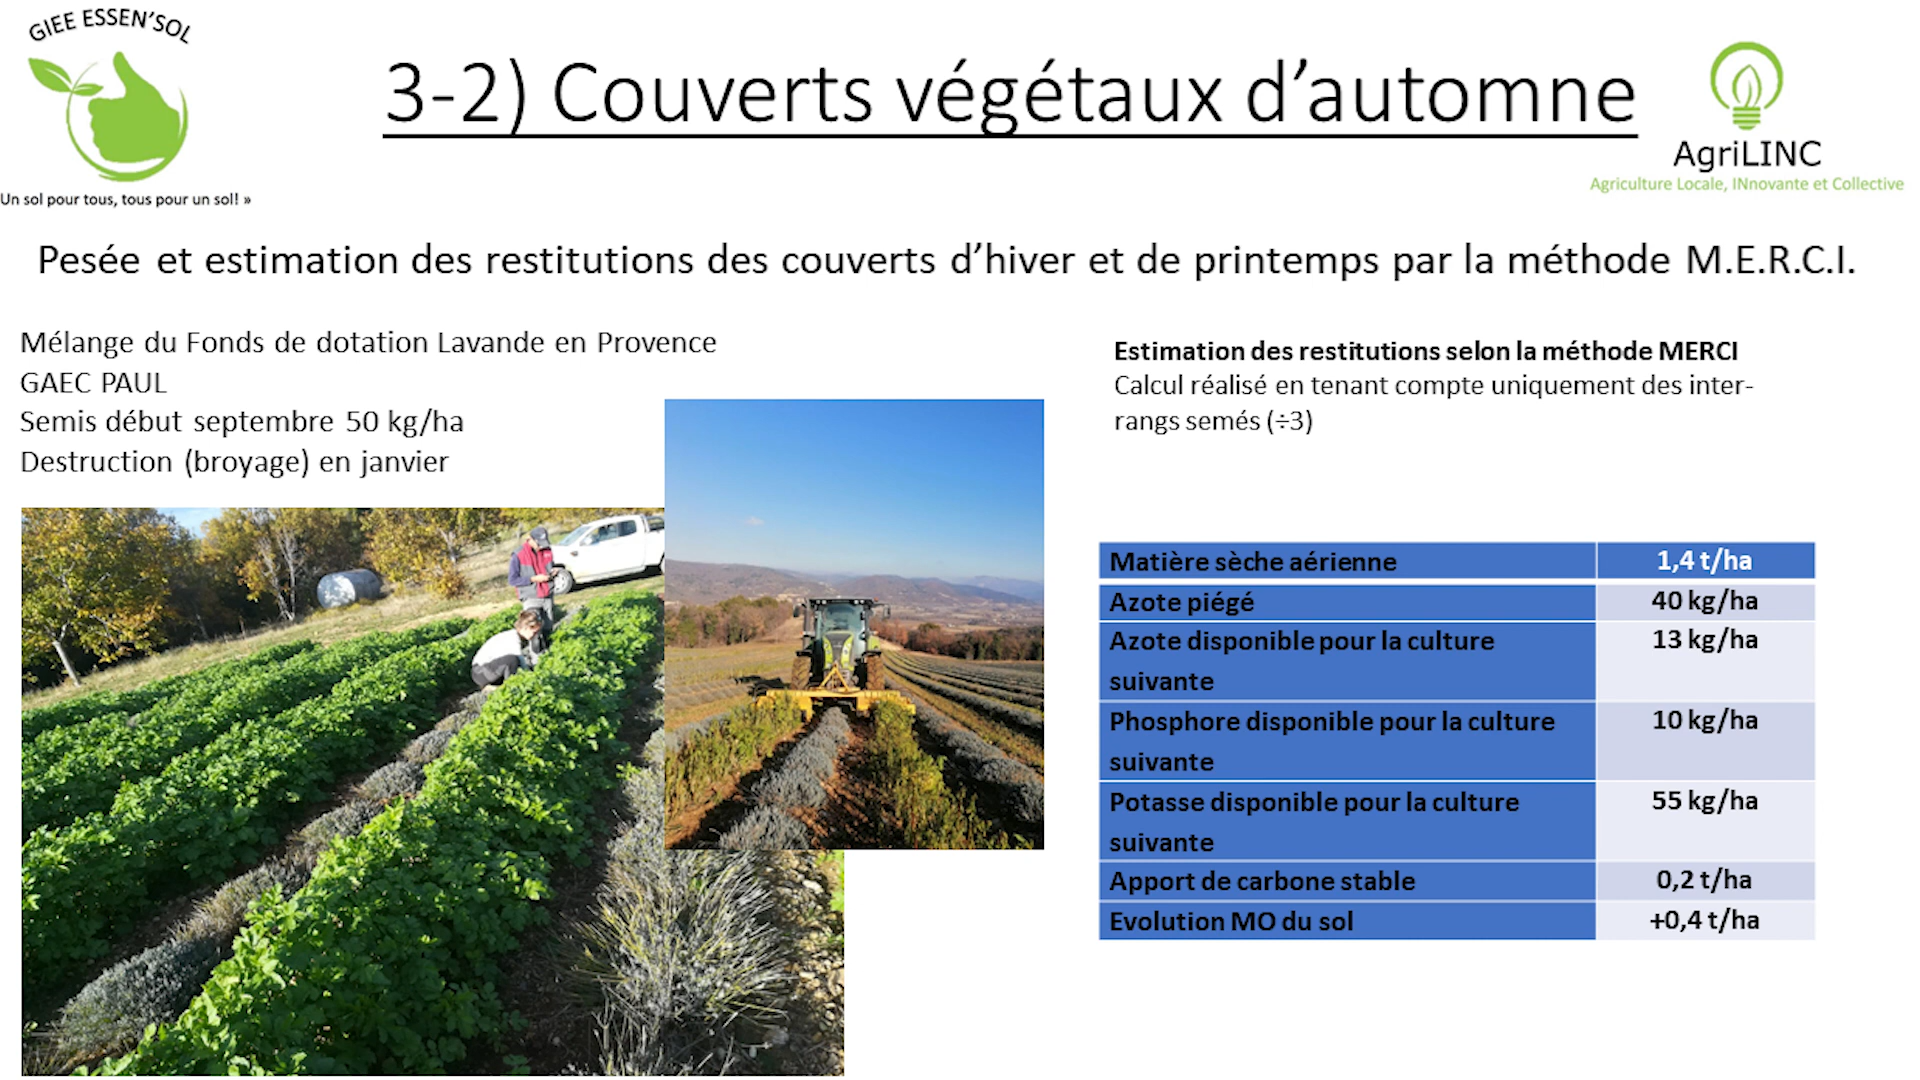 GIEE ESSEN'SOL
Un sol pour tous, tous pour un sol! »
3-2) Couverts végétaux d'automne
AgriLINC
Agriculture Locale, INnovante et Collective
Pesée et estimation des restitutions des couverts d'hiver et de printemps par la méthode M.E.R.C.I.
Mélange du Fonds de dotation Lavande en Provence
GAEC PAUL
Semis début septembre 50 kg/ha
Destruction (broyage) en janvier
Estimation des restitutions selon la méthode MERCI
Calcul réalisé en tenant compte uniquement des inter-
rangs semés (÷3)
Matière sèche aérienne 1,4 t/ha
Azote piégé 40 kg/ha
Azote disponible pour la culture 13 kg/ha
suivante
Phosphore disponible pour la culture 10 kg/ha
suivante
Potasse disponible pour la culture 55 kg/ha
suivante
Apport de carbone stable 0,2 t/ha
Evolution MO du sol +0,4 t/ha